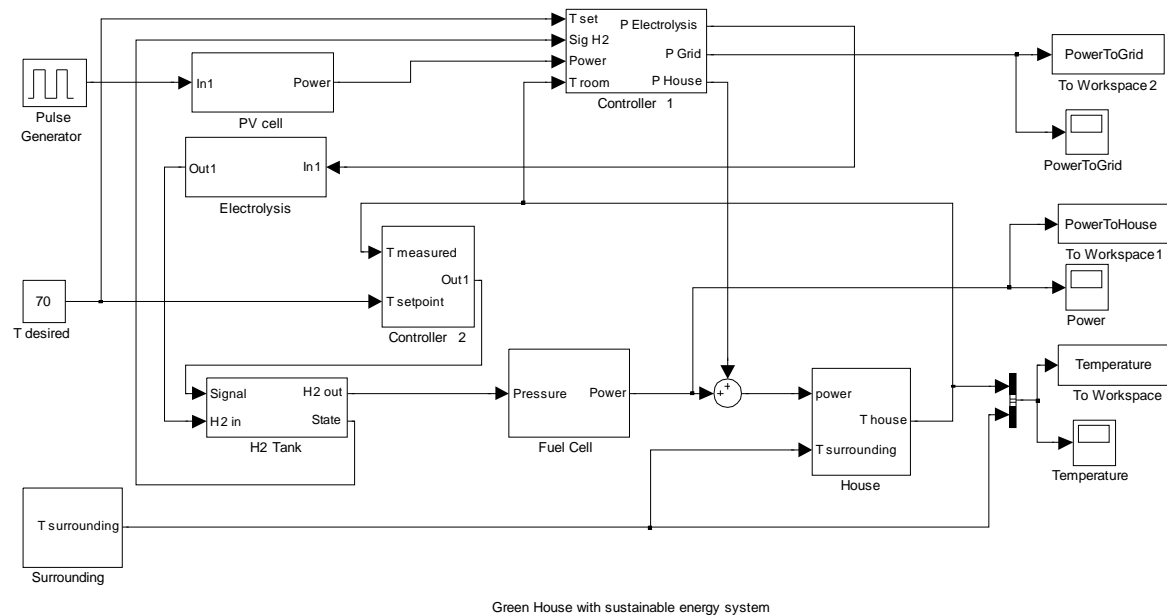 T set
Sig H2
Power
T room
P Electrolysis
P Grid
P House
Controller 1
PowerToGrid
To Workspace2
PowerToGrid
Pulse
Generator
In1
Power
PV cell
Out1
In1
Electrolysis
T measured
T setpoint
Out1
Controller 2
PowerToHouse
To Workspace1
Power
70
T desired
Signal
H2 in
H2 out
State
H2 Tank
Pressure
Power
Fuel Cell
power
T surrounding
T house
House
Temperature
To Workspace
Temperature
T surrounding
Surrounding
Green House with sustainable energy system